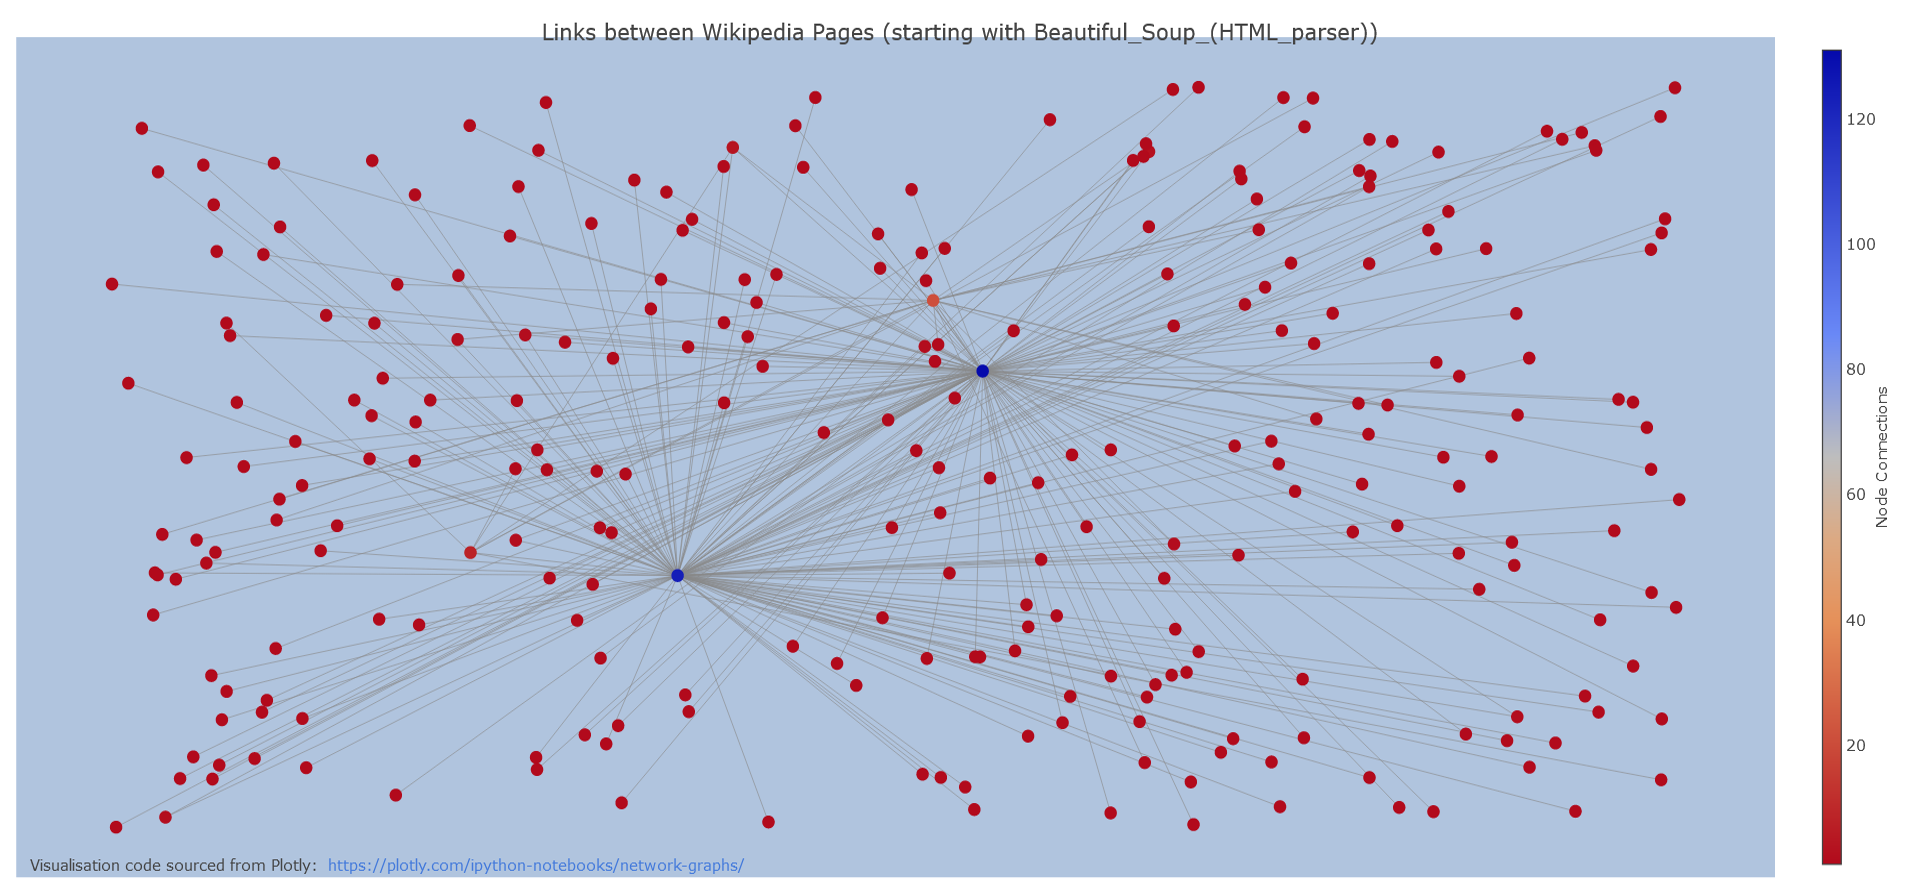 Links between Wikipedia Pages (starting with Beautiful_Soup_(HTML_parser))
120
100
80
60
40
20
Node Connections
Visualisation code sourced from Plotly: https://plotly.com/ipython-notebooks/network-graphs/